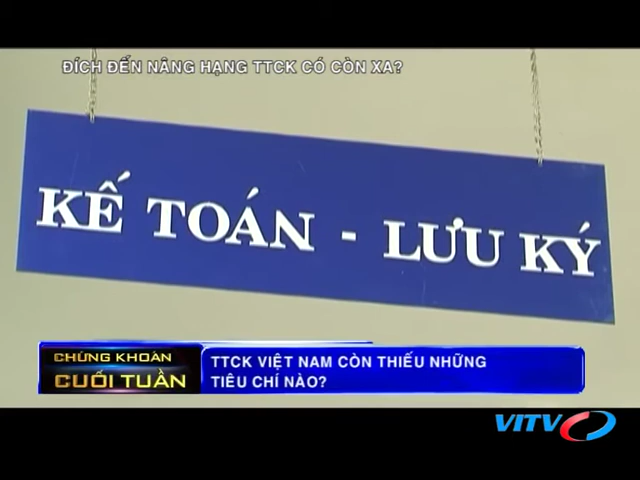 ĐÍCH ĐẾN NÂNG HẠNG TTCK CÓ CÒN XA?
KẾ TOÁN - LƯU KÝ
CHỨNG KHOÁN
CUỐI TUẦN
TTCK VIỆT NAM CÒN THIẾU NHỮNG
TIÊU CHÍ NÀO?
VITV